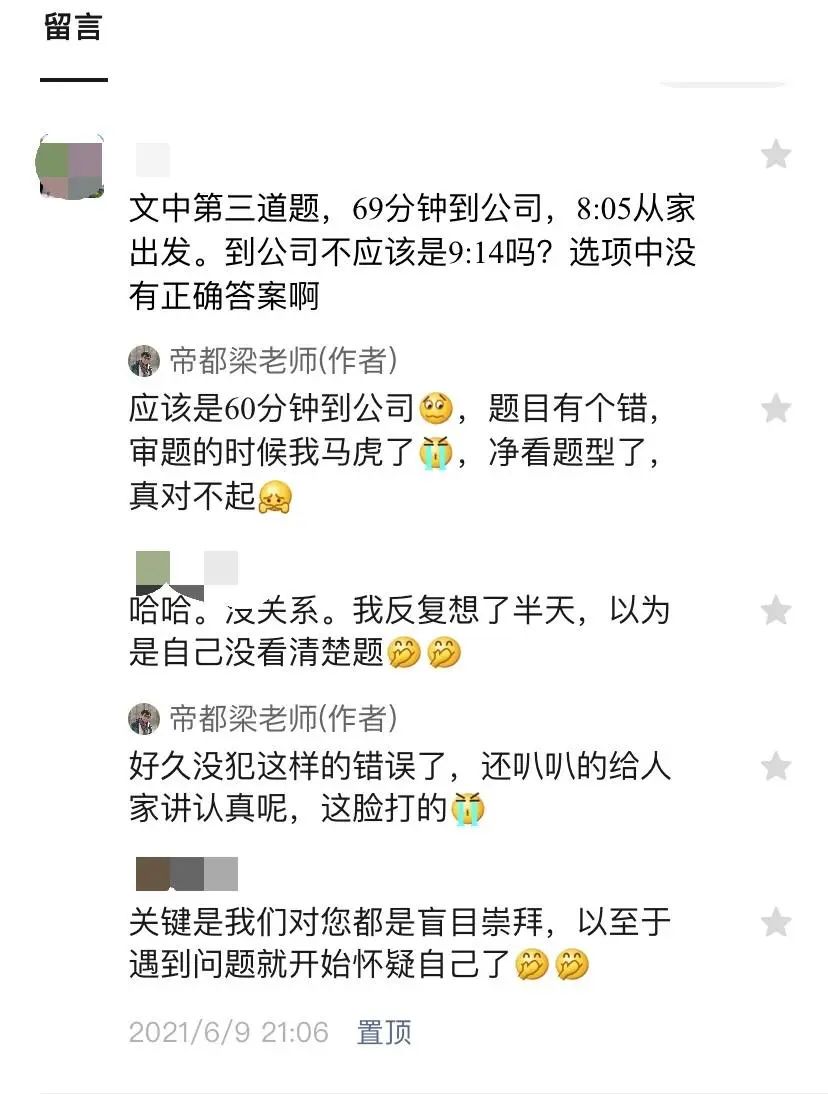 留言
文中第三道题，69分钟到公司，8:05从家
出发。到公司不应该是9:14吗？选项中没
有正确答案啊
帝都梁老师(作者)
应该是60分钟到公司😖，题目有个错，
审题的时候我马虎了😭，净看题型了，
真对不起🙏
哈哈。没关系。我反复想了半天，以为
是自己没看清楚题🤭🤭
帝都梁老师(作者)
好久没犯这样的错误了，还叭叭的给人
家讲认真呢，这脸打的😭
关键是我们对您都是盲目崇拜，以至于
遇到问题就开始怀疑自己了🤭🤭
2021/6/9 21:06 置顶